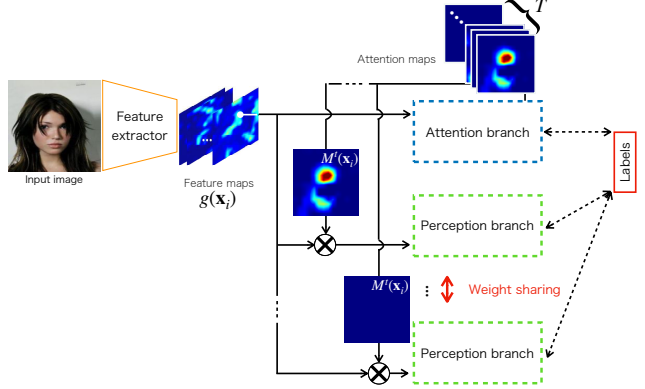 T
Attention maps
Feature
extractor
Input image
Feature maps
g(xᵢ)
Mᵗ(xᵢ)
Attention branch
Labels
Perception branch
Mᵗ(xᵢ)
Weight sharing
Perception branch